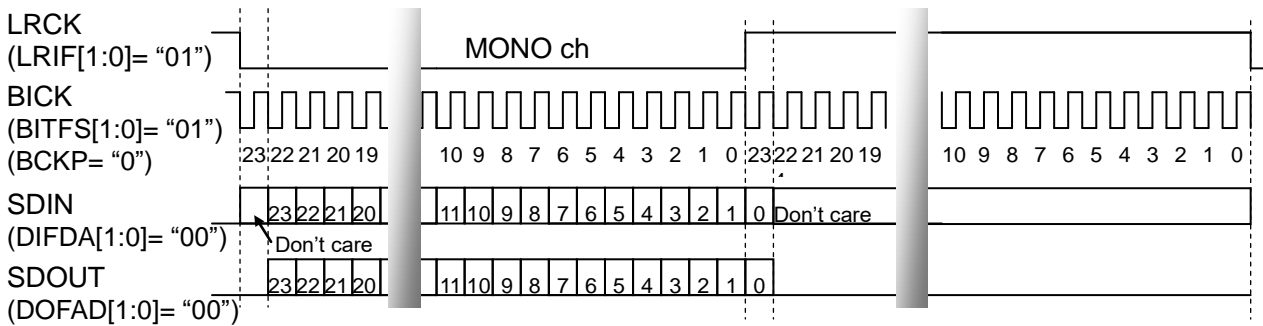 LRCK
(LRIF[1:0]= “01”)
MONO ch
BICK
(BITFS[1:0]= “01”)
(BCKP= “0”)
23 22 21 20 19 10 9 8 7 6 5 4 3 2 1 0 23 22 21 20 19 10 9 8 7 6 5 4 3 2 1 0
SDIN
(DIFDA[1:0]= “00”)
23 22 21 20 11 10 9 8 7 6 5 4 3 2 1 0 Don’t care
Don’t care
SDOUT
(DOFAD[1:0]= “00”)
23 22 21 20 11 10 9 8 7 6 5 4 3 2 1 0